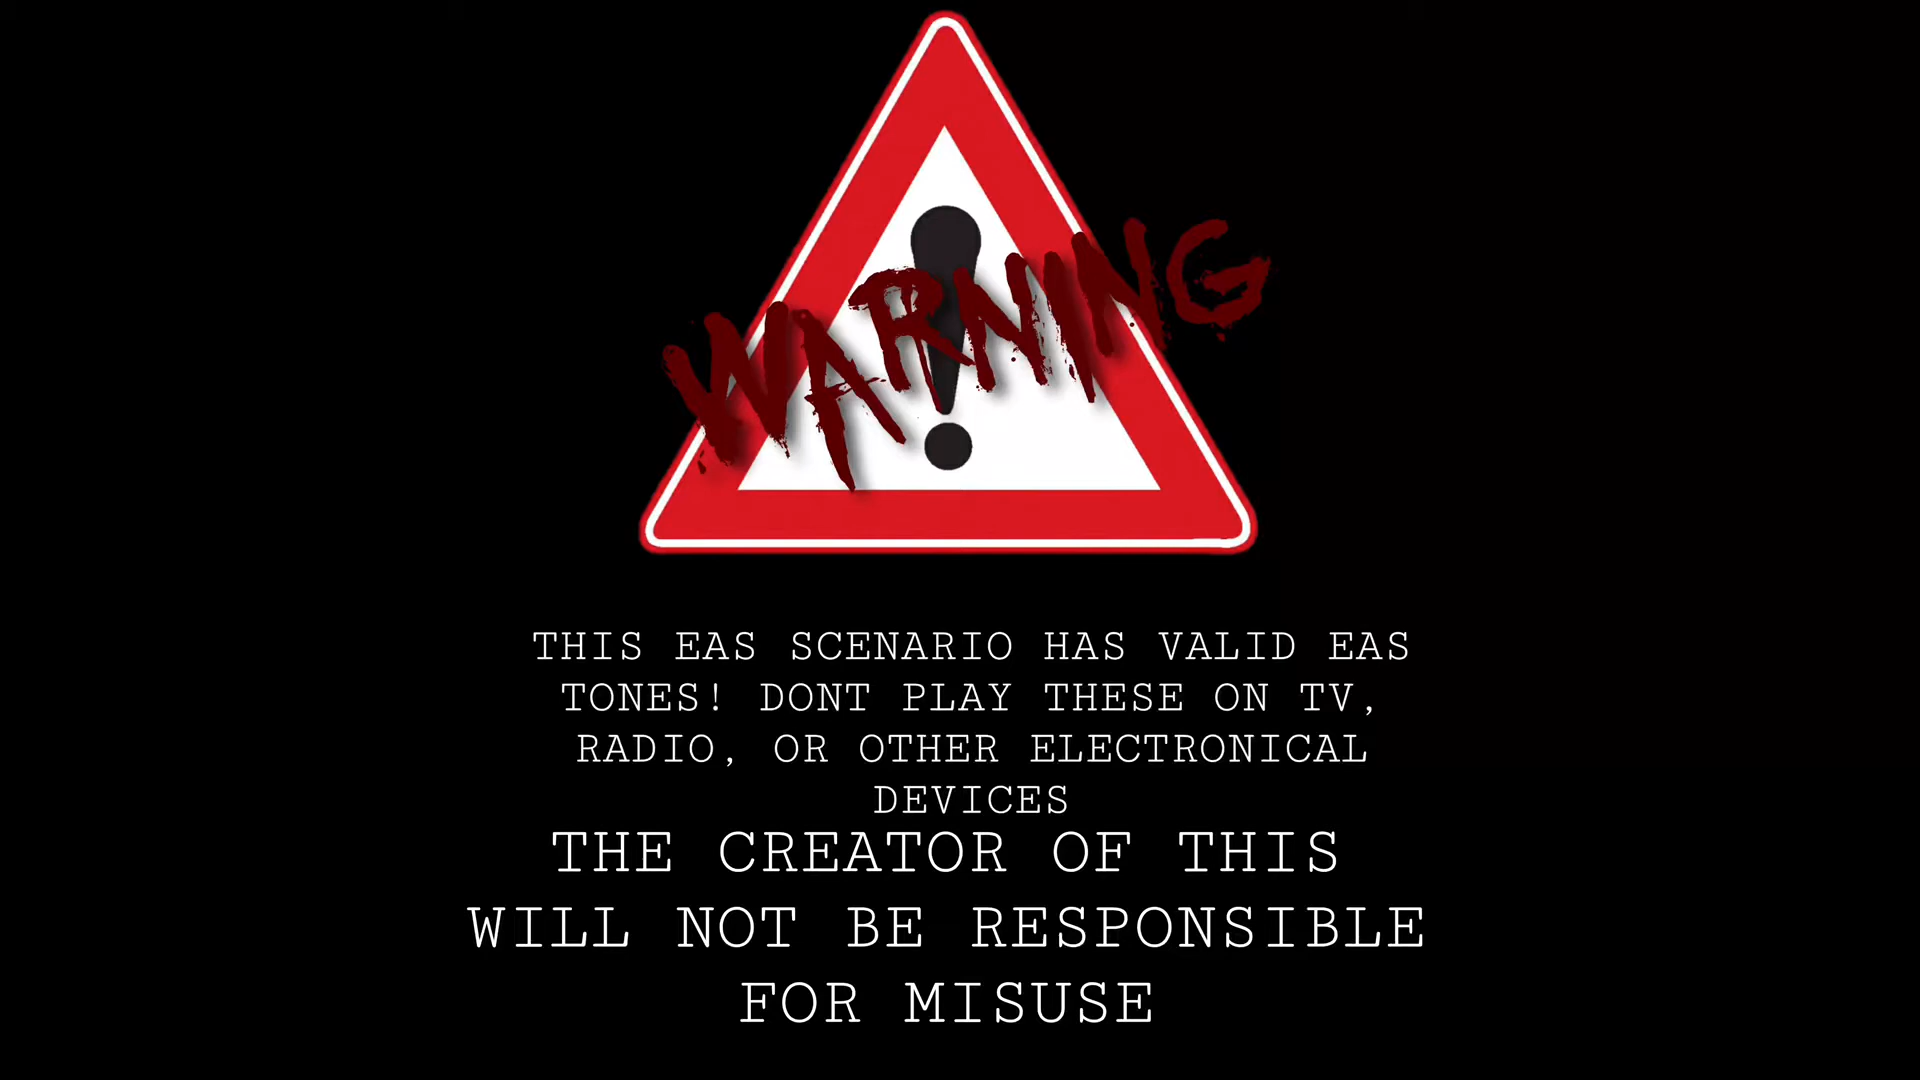 WARNING
THIS EAS SCENARIO HAS VALID EAS
TONES! DONT PLAY THESE ON TV,
RADIO, OR OTHER ELECTRONICAL
DEVICES
THE CREATOR OF THIS
WILL NOT BE RESPONSIBLE
FOR MISUSE